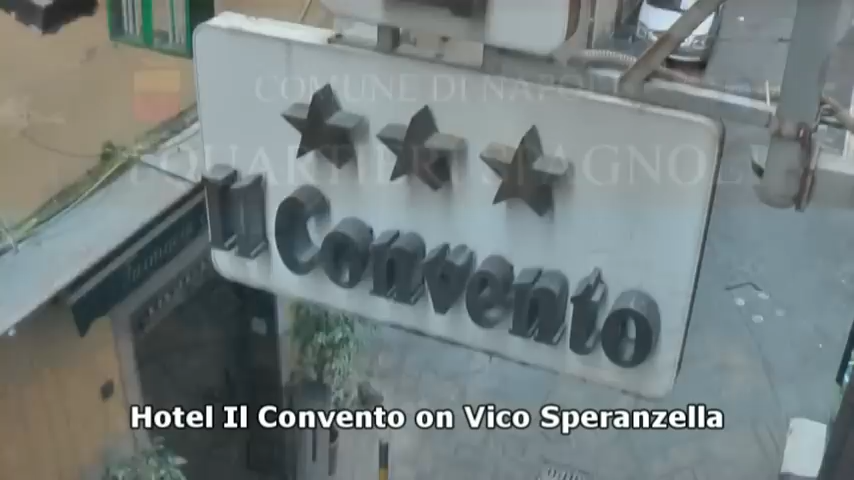 COMUNE DI NAPOLI
I QUARTIERI SPAGNOLI
Il Convento
Hotel Il Convento on Vico Speranzella